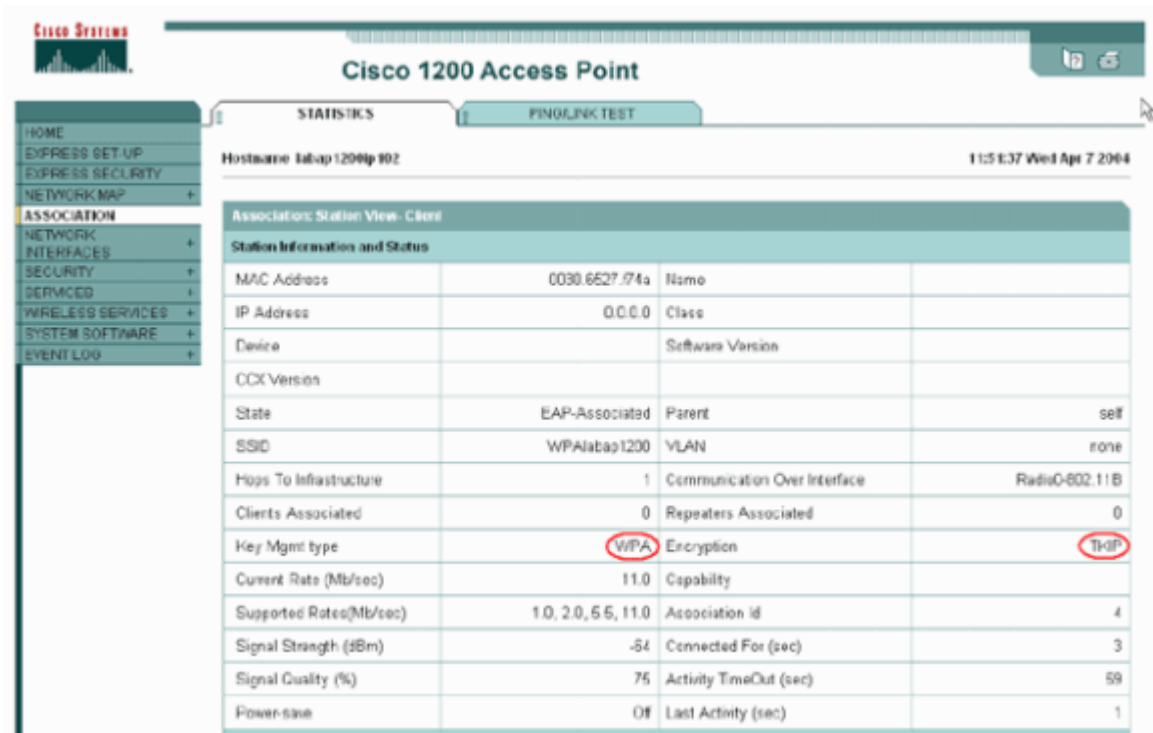 CISCO SYSTEMS
Cisco 1200 Access Point
STATISTICS PING/LINK TEST
HOME
EXPRESS SET-UP
EXPRESS SECURITY
NETWORK MAP +
ASSOCIATION
NETWORK INTERFACES +
SECURITY +
SERVICES +
WIRELESS SERVICES +
SYSTEM SOFTWARE +
EVENT LOG +
Hostname labap1200ip102 11:51:37 Wed Apr 7 2004
Association: Station View- Client
Station Information and Status
MAC Address 0030.6527.f74a Name
IP Address 0.0.0.0 Class
Device Software Version
CCX Version
State EAP-Associated Parent self
SSID WPAlabap1200 VLAN none
Hops To Infrastructure 1 Communication Over Interface Radio0-802.11B
Clients Associated 0 Repeaters Associated 0
Key Mgmt type WPA Encryption TKIP
Current Rate (Mb/sec) 11.0 Capability
Supported Rates(Mb/sec) 1.0, 2.0, 5.5, 11.0 Association Id 4
Signal Strength (dBm) -64 Connected For (sec) 3
Signal Quality (%) 75 Activity TimeOut (sec) 59
Power-save Off Last Activity (sec) 1